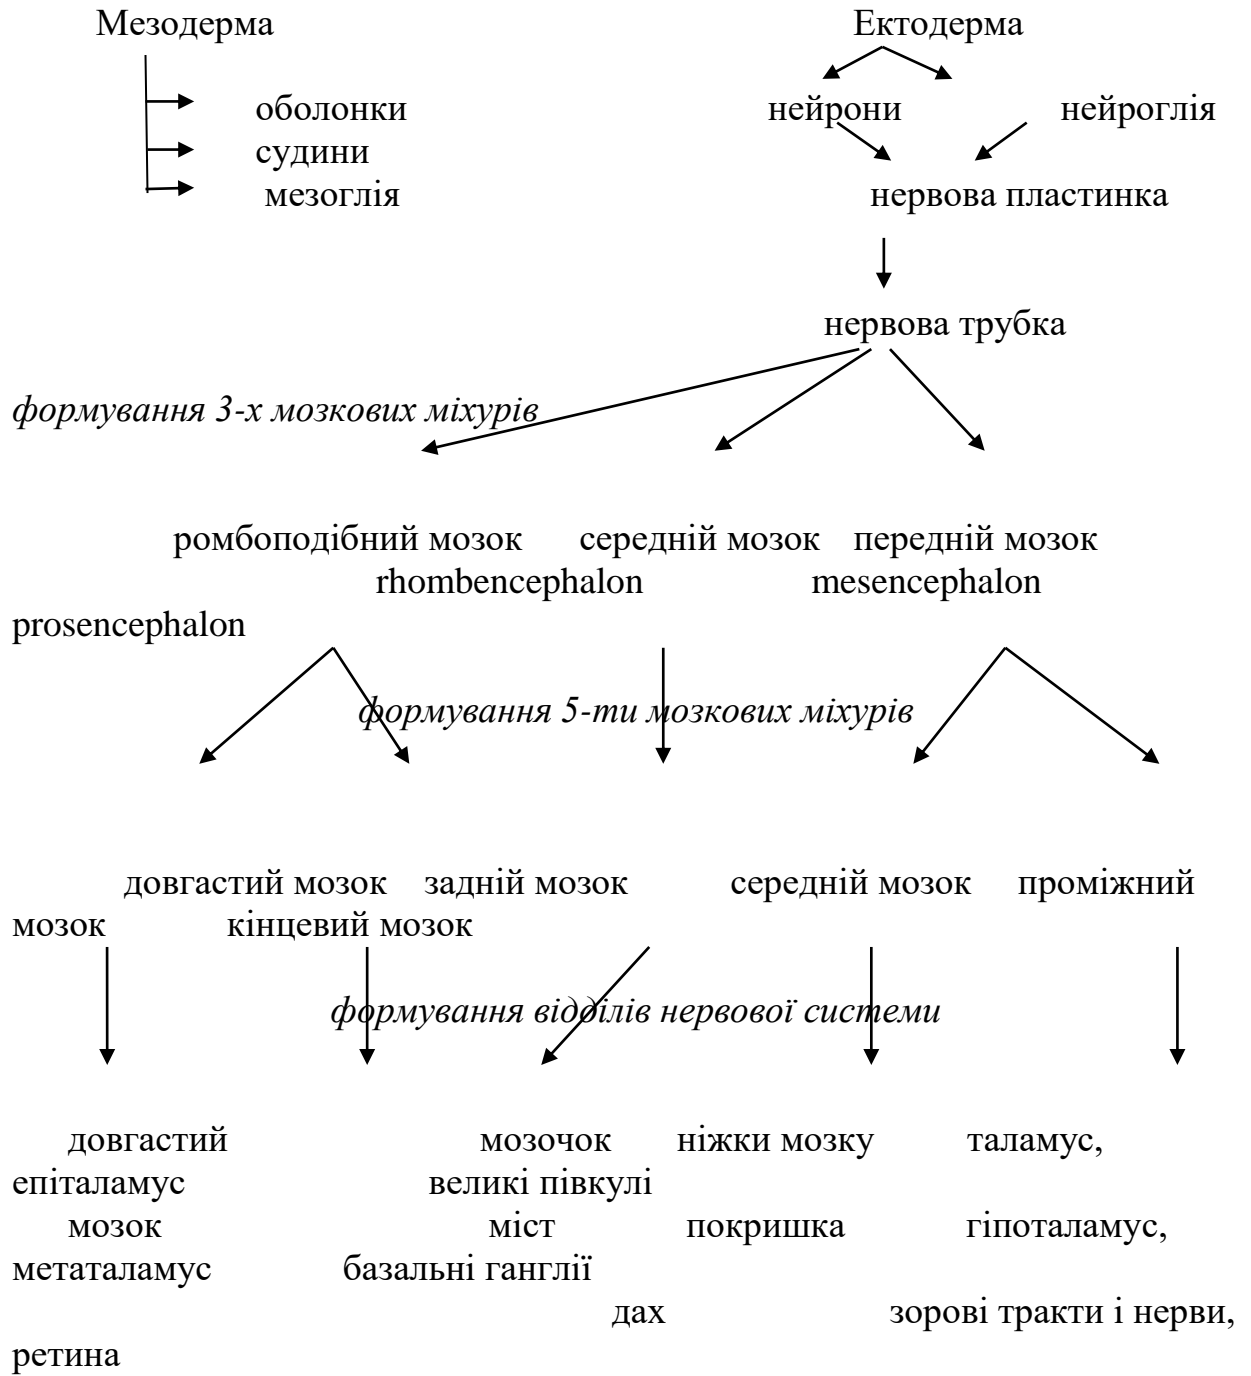 Мезодерма Ектодерма
оболонки нейрони нейроглія
судини
мезоглія нервова пластинка
нервова трубка
формування 3-х мозкових міхурів
ромбоподібний мозок середній мозок передній мозок
rhombencephalon mesencephalon
prosencephalon
формування 5-ти мозкових міхурів
довгастий мозок задній мозок середній мозок проміжний
мозок кінцевий мозок
формування відділів нервової системи
довгастий мозочок ніжки мозку таламус,
епіталамус великі півкулі
мозок міст покришка гіпоталамус,
метаталамус базальні ганглії
дах зорові тракти і нерви,
ретина